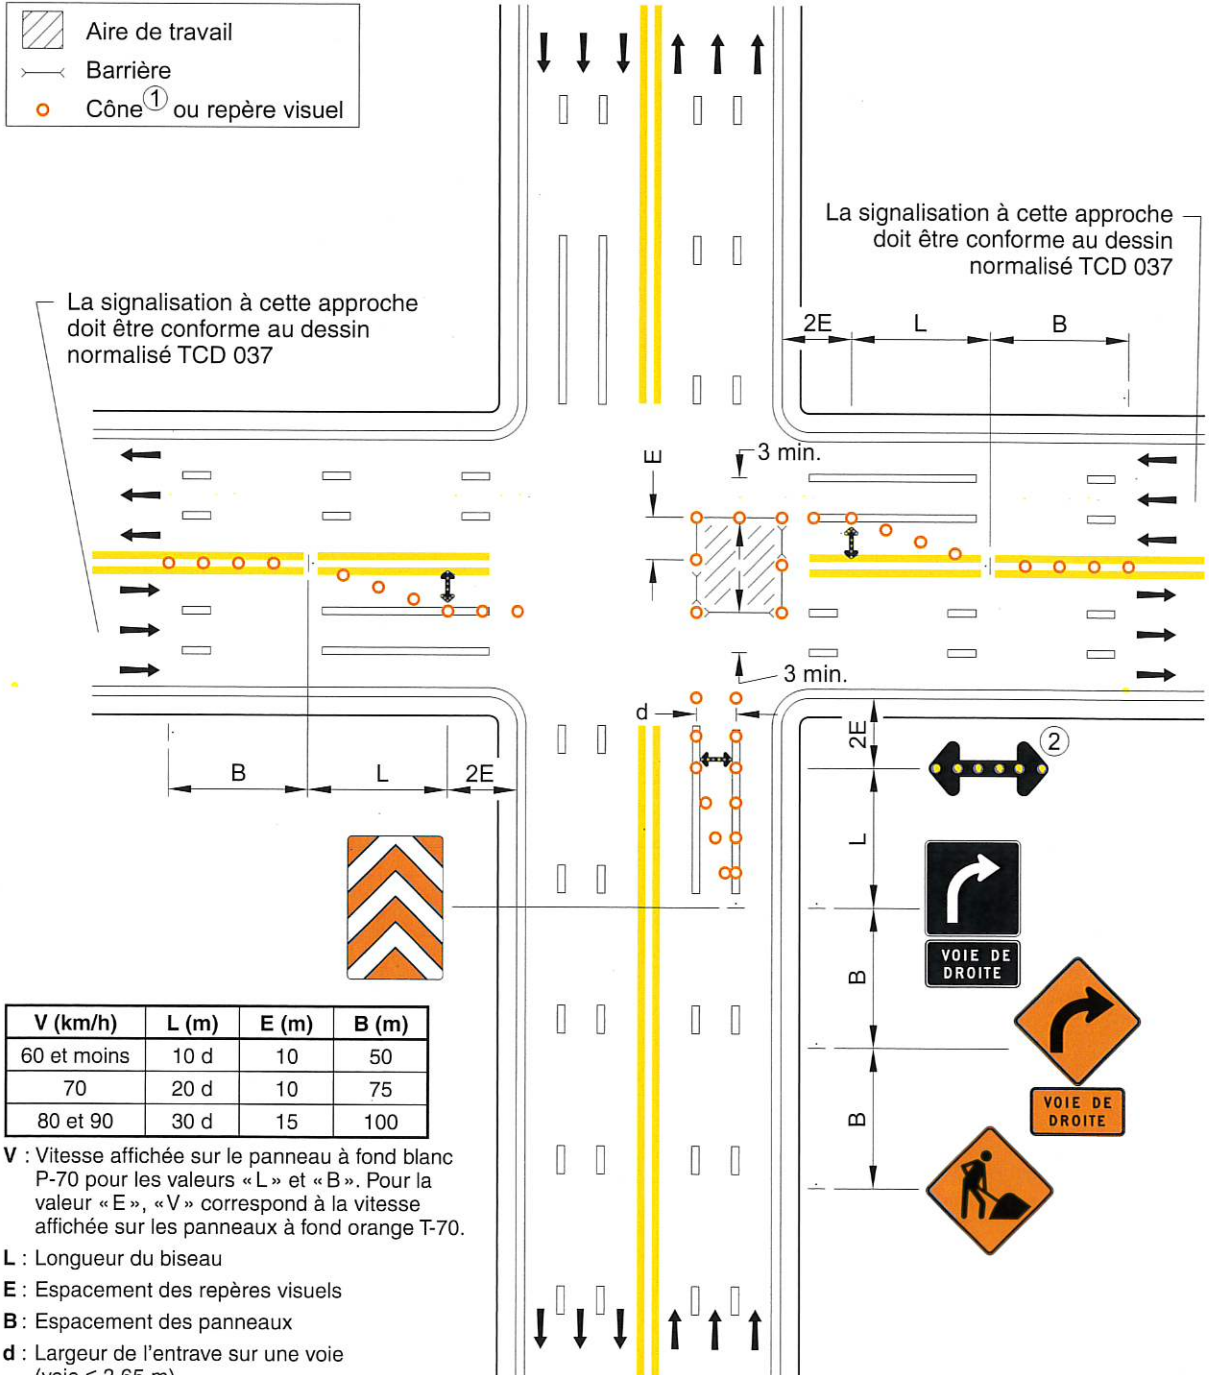 Aire de travail
Barrière
Cône ① ou repère visuel
La signalisation à cette approche
doit être conforme au dessin
normalisé TCD 037
La signalisation à cette approche
doit être conforme au dessin
normalisé TCD 037
2E
L
B
E
3 min.
3 min.
d
2E
②
B
L
2E
L
VOIE DE
DROITE
B
VOIE DE
DROITE
B
V (km/h) L (m) E (m) B (m)
60 et moins 10 d 10 50
70 20 d 10 75
80 et 90 30 d 15 100
V : Vitesse affichée sur le panneau à fond blanc
P-70 pour les valeurs «L» et «B». Pour la
valeur «E», «V» correspond à la vitesse
affichée sur les panneaux à fond orange T-70.
L : Longueur du biseau
E : Espacement des repères visuels
B : Espacement des panneaux
d : Largeur de l'entrave sur une voie